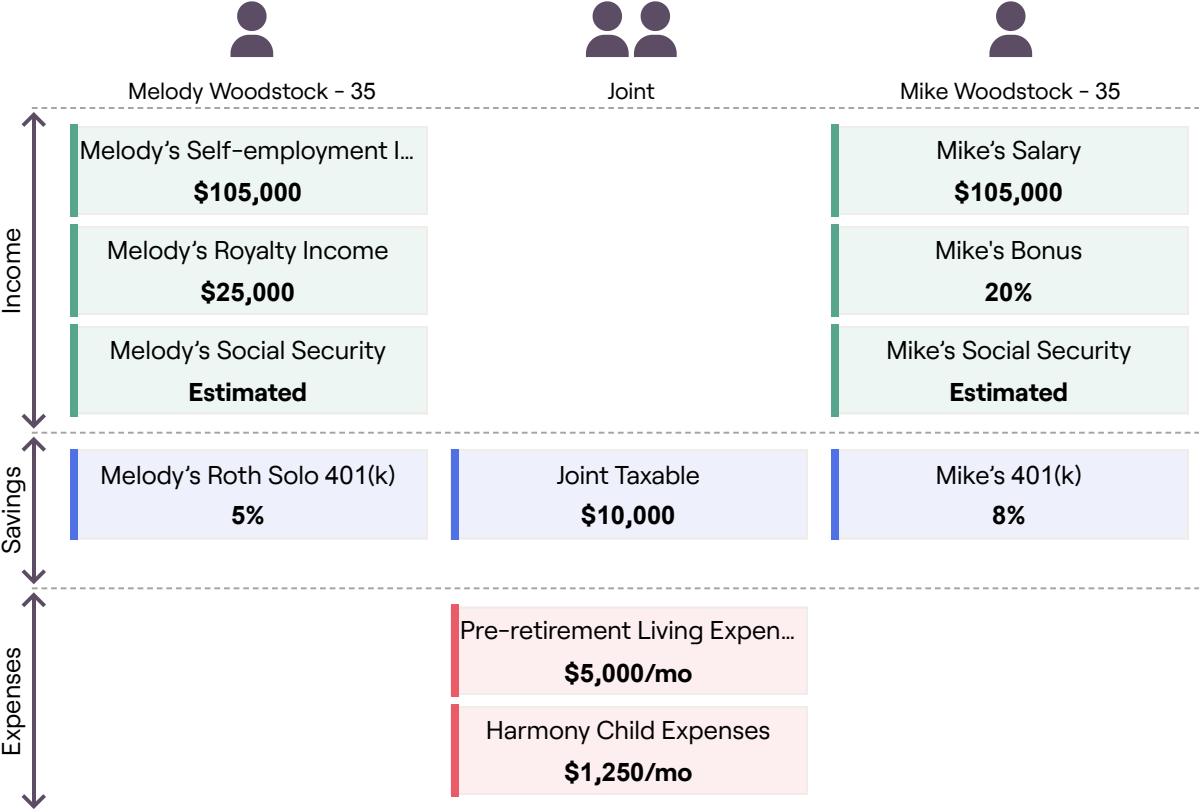 Melody Woodstock - 35
Joint
Mike Woodstock - 35
Income
Melody’s Self-employment I...
$105,000
Mike’s Salary
$105,000
Melody’s Royalty Income
$25,000
Mike's Bonus
20%
Melody’s Social Security
Estimated
Mike’s Social Security
Estimated
Savings
Melody’s Roth Solo 401(k)
5%
Joint Taxable
$10,000
Mike’s 401(k)
8%
Expenses
Pre-retirement Living Expen...
$5,000/mo
Harmony Child Expenses
$1,250/mo